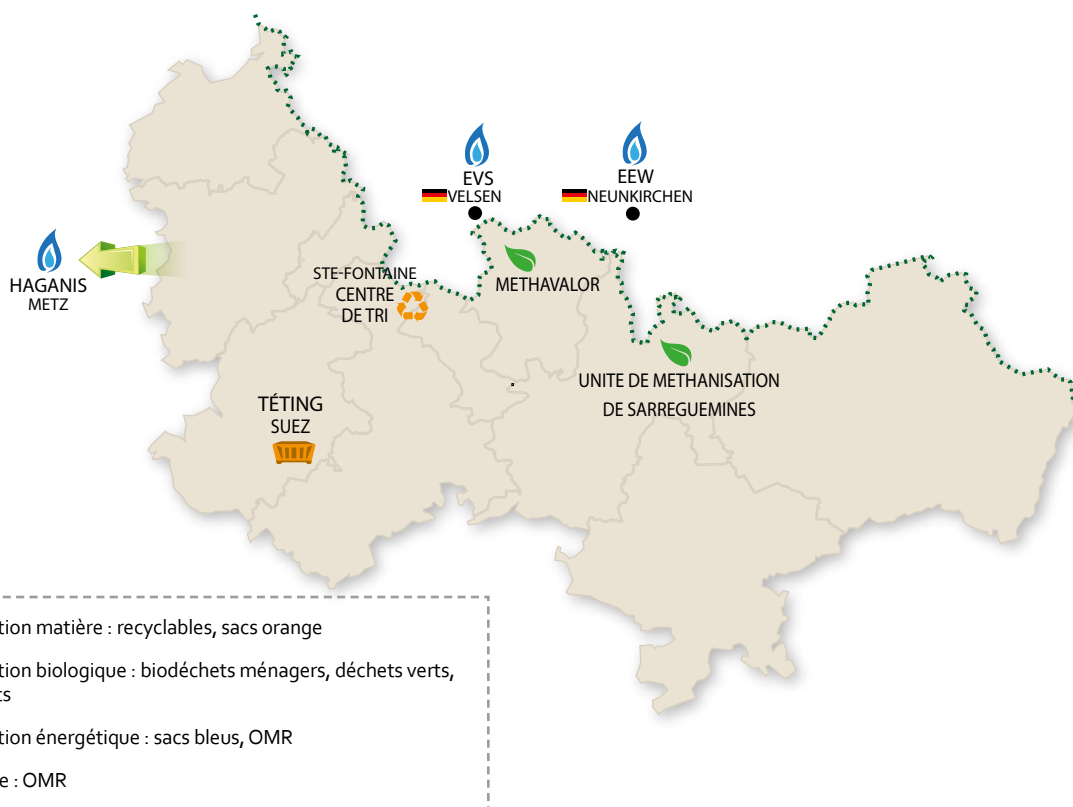 EVS
VELSEN
EEW
NEUNKIRCHEN
HAGANIS
METZ
STE-FONTAINE
CENTRE
DE TRI
METHAVALOR
UNITE DE METHANISATION
DE SARREGUEMINES
TÉTING
SUEZ
tion matière : recyclables, sacs orange
tion biologique : biodéchets ménagers, déchets verts,
ts
tion énergétique : sacs bleus, OMR
e : OMR